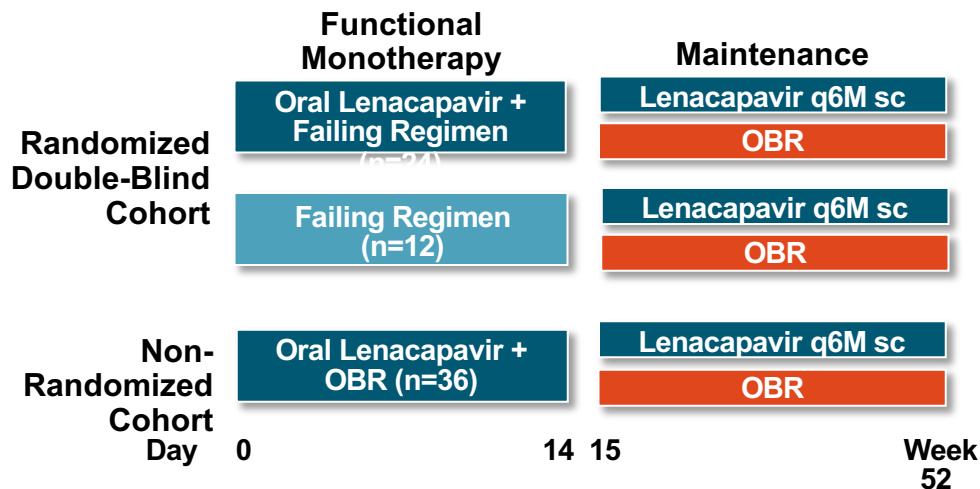 Functional
Monotherapy
Maintenance
Randomized
Double-Blind
Cohort
Oral Lenacapavir +
Failing Regimen
(n=24)
Lenacapavir q6M sc
OBR
Failing Regimen
(n=12)
Lenacapavir q6M sc
OBR
Non-
Randomized
Cohort
Oral Lenacapavir +
OBR (n=36)
Lenacapavir q6M sc
OBR
Day 0 14 15 Week
52